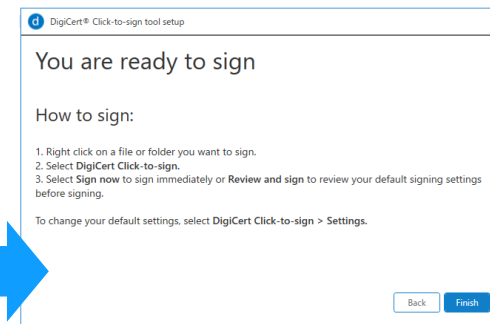 d DigiCert® Click-to-sign tool setup
You are ready to sign
How to sign:
1. Right click on a file or folder you want to sign.
2. Select DigiCert Click-to-sign.
3. Select Sign now to sign immediately or Review and sign to review your default signing settings
before signing.
To change your default settings, select DigiCert Click-to-sign > Settings.
Back Finish